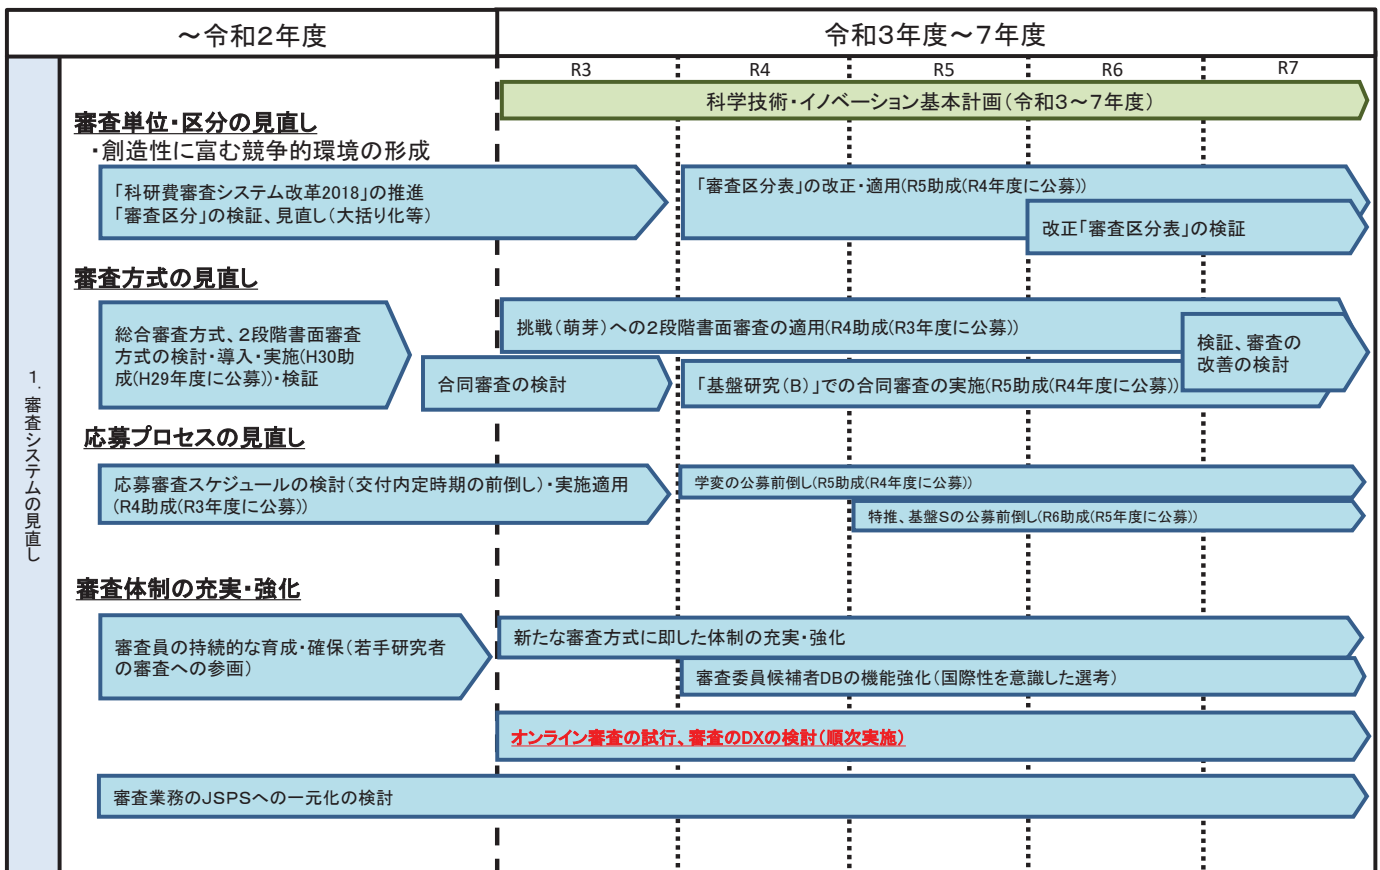 ～令和２年度
令和３年度～７年度
R3
R4
R5
R6
R7
科学技術・イノベーション基本計画（令和３～７年度）
1．審査システムの見直し
審査単位・区分の見直し
・創造性に富む競争的環境の形成
「科研費審査システム改革2018」の推進
「審査区分」の検証、見直し（大括り化等）
「審査区分表」の改正・適用(R5助成(R4年度に公募))
改正「審査区分表」の検証
審査方式の見直し
総合審査方式、２段階書面審査
方式の検討・導入・実施(H30助
成(H29年度に公募))・検証
挑戦（萌芽）への２段階書面審査の適用(R4助成(R3年度に公募))
検証、審査の
改善の検討
合同審査の検討
「基盤研究（B）」での合同審査の実施(R5助成(R4年度に公募))
応募プロセスの見直し
応募審査スケジュールの検討（交付内定時期の前倒し）・実施適用
(R4助成(R3年度に公募))
学変の公募前倒し(R5助成(R4年度に公募))
特推、基盤Ｓの公募前倒し(R6助成(R5年度に公募))
審査体制の充実・強化
審査員の持続的な育成・確保（若手研究者
の審査への参画）
新たな審査方式に即した体制の充実・強化
審査委員候補者DBの機能強化（国際性を意識した選考）
オンライン審査の試行、審査のDXの検討（順次実施）
審査業務のJSPSへの一元化の検討